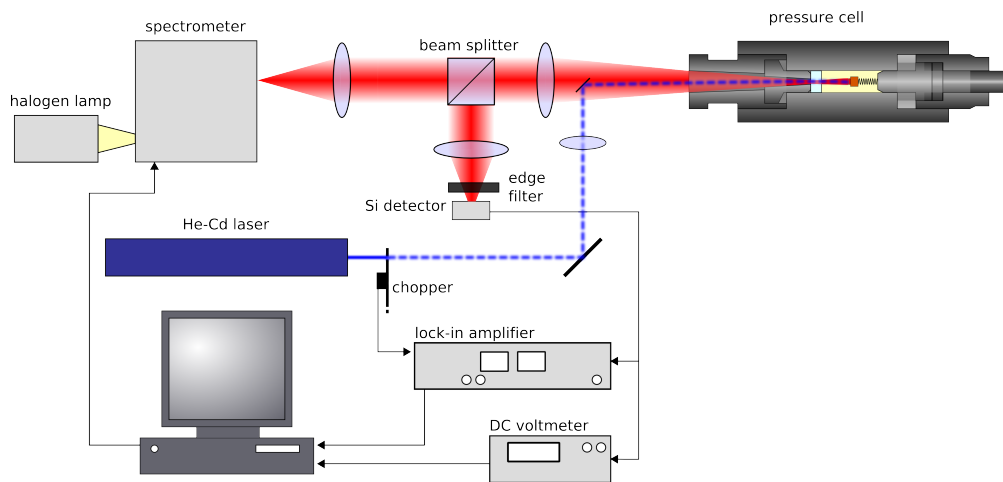 pressure cell
spectrometer
beam splitter
halogen lamp
edge
filter
Si detector
He-Cd laser
chopper
lock-in amplifier
DC voltmeter